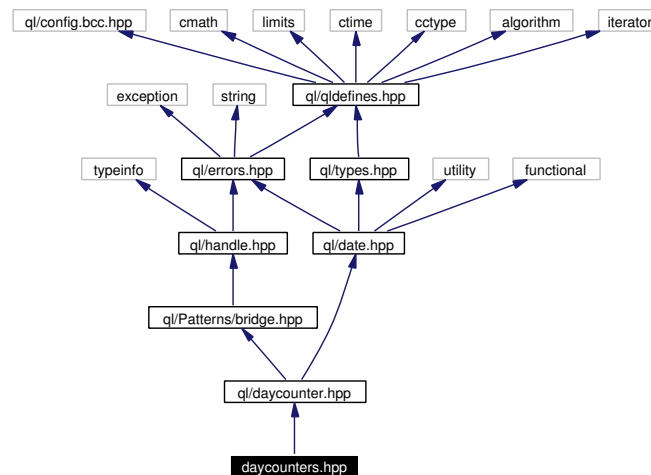 ql/config.bcc.hpp cmath limits ctime cctype algorithm iterator
exception string ql/qldefines.hpp
typeinfo ql/errors.hpp ql/types.hpp utility functional
ql/handle.hpp ql/date.hpp
ql/Patterns/bridge.hpp
ql/daycounter.hpp
daycounters.hpp